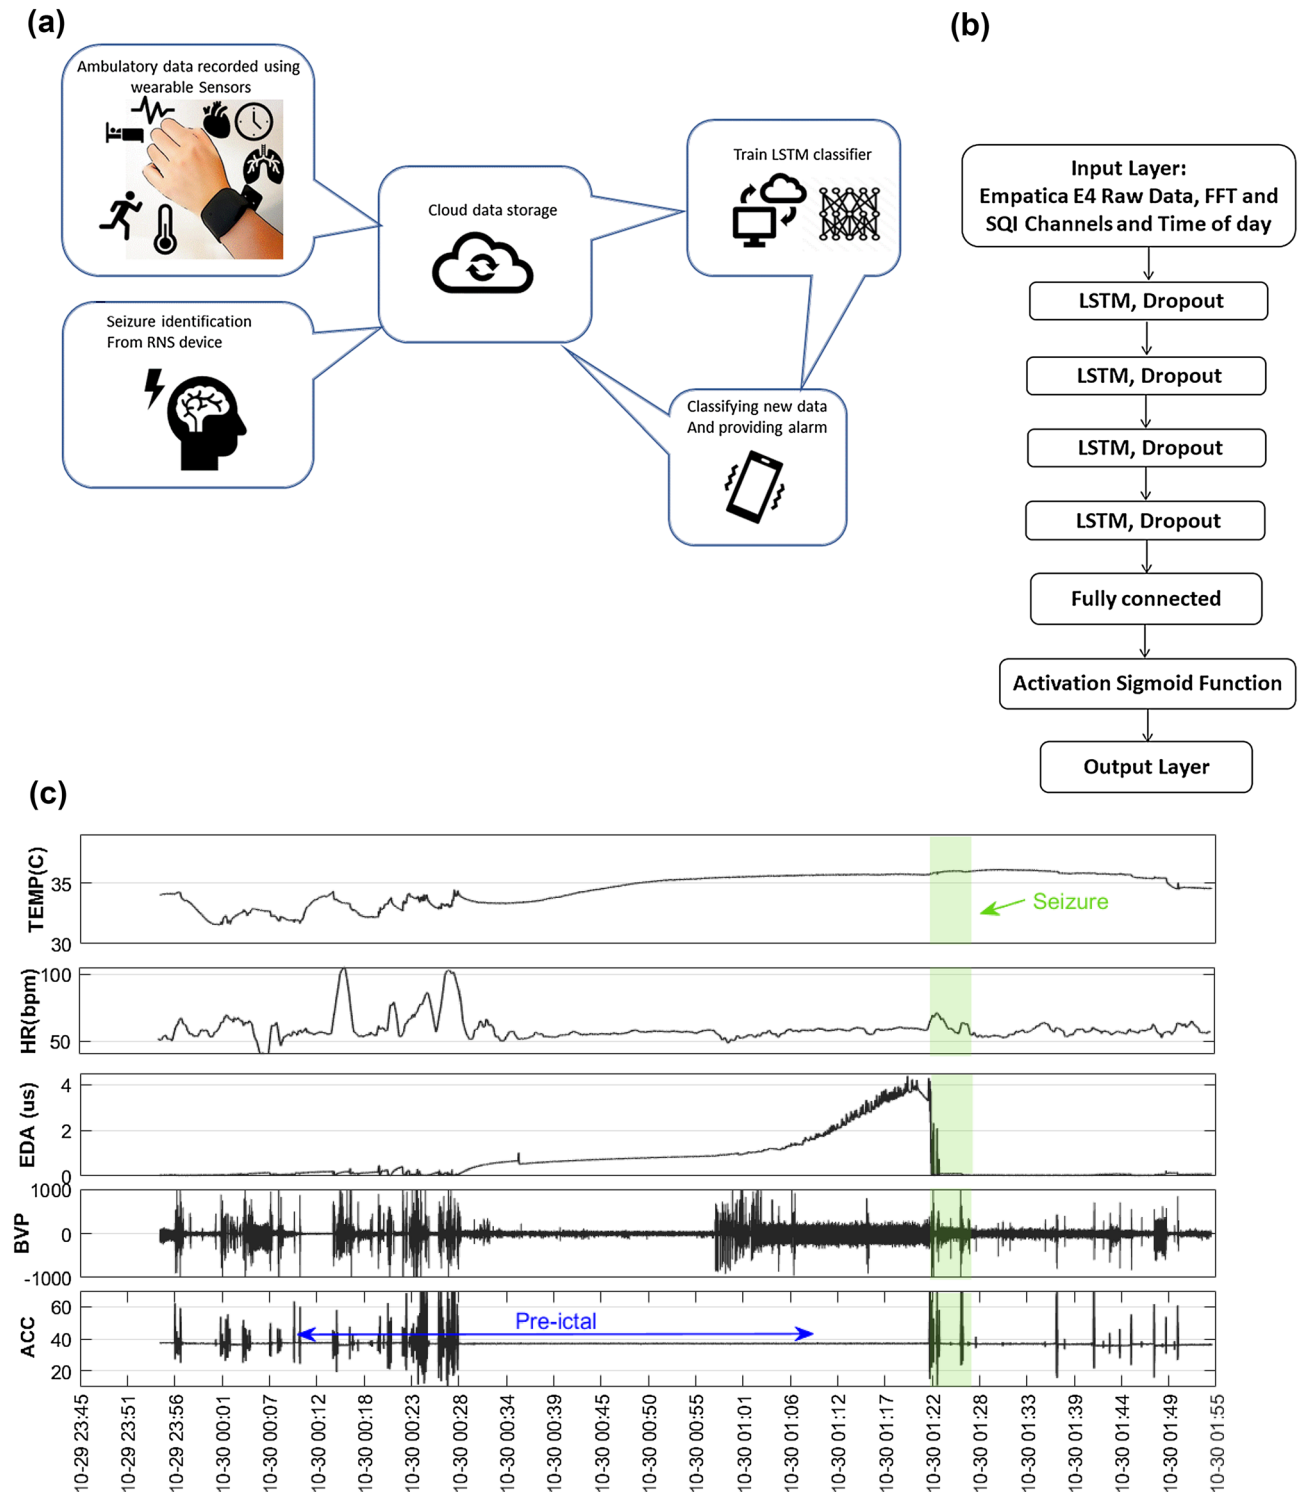 (a)
Ambulatory data recorded using
wearable Sensors
Seizure identification
From RNS device
Cloud data storage
Train LSTM classifier
Classifying new data
And providing alarm
(b)
Input Layer:
Empatica E4 Raw Data, FFT and
SQI Channels and Time of day
LSTM, Dropout
LSTM, Dropout
LSTM, Dropout
LSTM, Dropout
Fully connected
Activation Sigmoid Function
Output Layer
(c)
TEMP(C)
35
30
Seizure
HR(bpm)
100
50
EDA (us)
4
2
0
BVP
1000
0
-1000
ACC
60
40
20
Pre-ictal
10-29 23:45
10-29 23:51
10-29 23:56
10-30 00:01
10-30 00:07
10-30 00:12
10-30 00:18
10-30 00:23
10-30 00:28
10-30 00:34
10-30 00:39
10-30 00:45
10-30 00:50
10-30 00:55
10-30 01:01
10-30 01:06
10-30 01:12
10-30 01:17
10-30 01:22
10-30 01:28
10-30 01:33
10-30 01:39
10-30 01:44
10-30 01:49
10-30 01:55